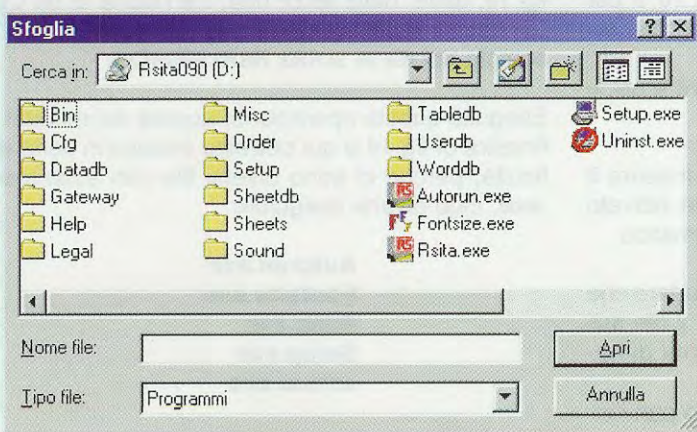 Sfoglia
Cerca in: Rsita090 (D:)
Bin
Cfg
Datadb
Gateway
Help
Legal
Misc
Order
Setup
Sheetdb
Sheets
Sound
Tabledb
Userdb
Worddb
Autorun.exe
Fontsize.exe
Rsita.exe
Setup.exe
Uninst.exe
Nome file:
Apri
Tipo file: Programmi
Annulla